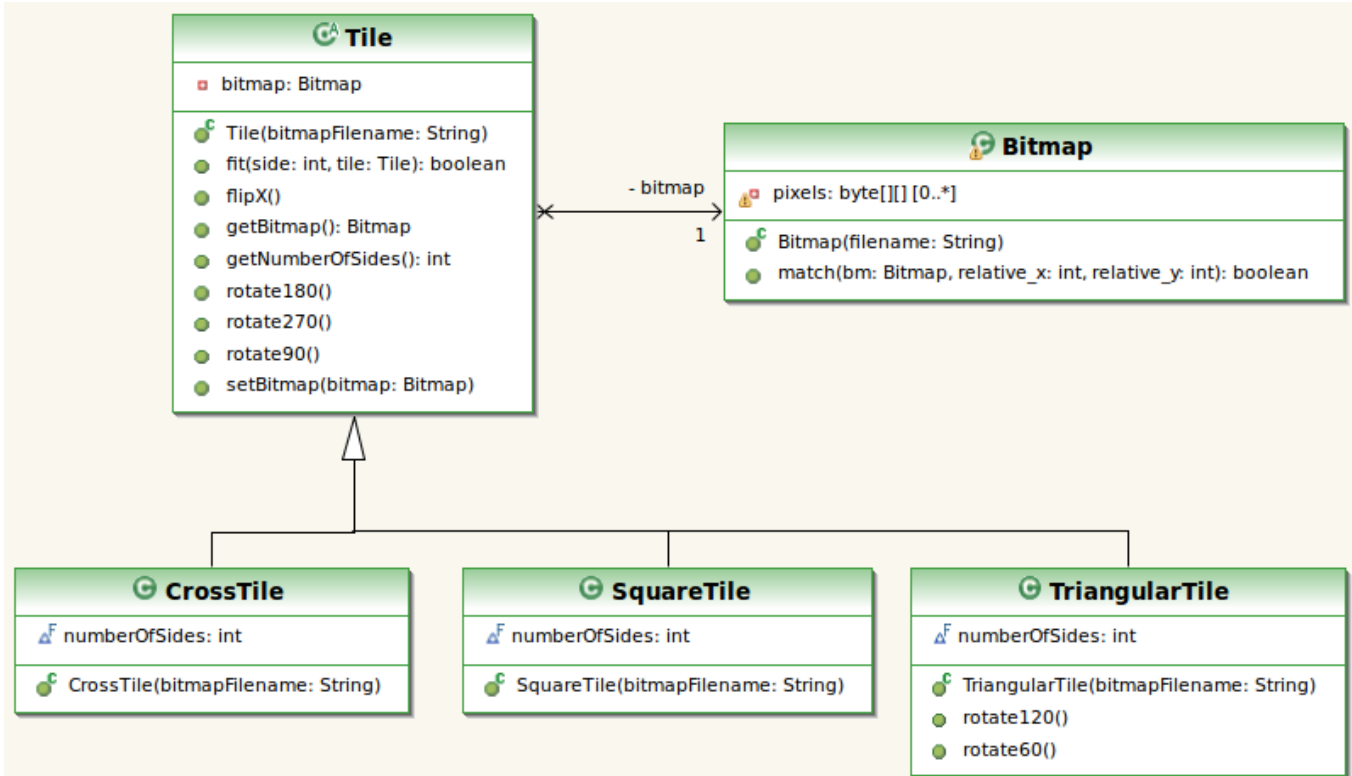 Tile
bitmap: Bitmap
Tile(bitmapFilename: String)
fit(side: int, tile: Tile): boolean
flipX()
getBitmap(): Bitmap
getNumberOfSides(): int
rotate180()
rotate270()
rotate90()
setBitmap(bitmap: Bitmap)
- bitmap
1
Bitmap
pixels: byte[][] [0..*]
Bitmap(filename: String)
match(bm: Bitmap, relative_x: int, relative_y: int): boolean
CrossTile
numberOfSides: int
CrossTile(bitmapFilename: String)
SquareTile
numberOfSides: int
SquareTile(bitmapFilename: String)
TriangularTile
numberOfSides: int
TriangularTile(bitmapFilename: String)
rotate120()
rotate60()